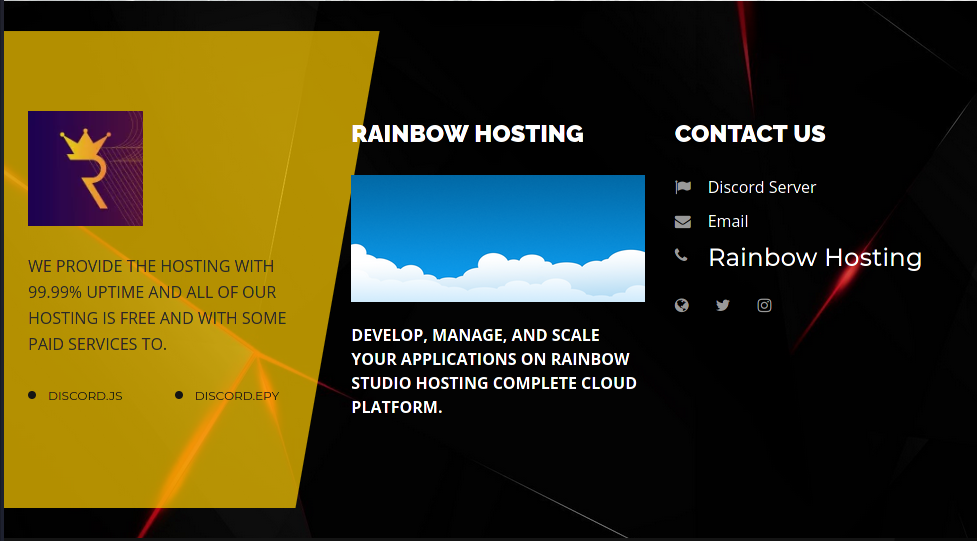 R
WE PROVIDE THE HOSTING WITH
99.99% UPTIME AND ALL OF OUR
HOSTING IS FREE AND WITH SOME
PAID SERVICES TO.
DISCORD.JS
DISCORD.EPY
RAINBOW HOSTING
DEVELOP, MANAGE, AND SCALE
YOUR APPLICATIONS ON RAINBOW
STUDIO HOSTING COMPLETE CLOUD
PLATFORM.
CONTACT US
Discord Server
Email
Rainbow Hosting